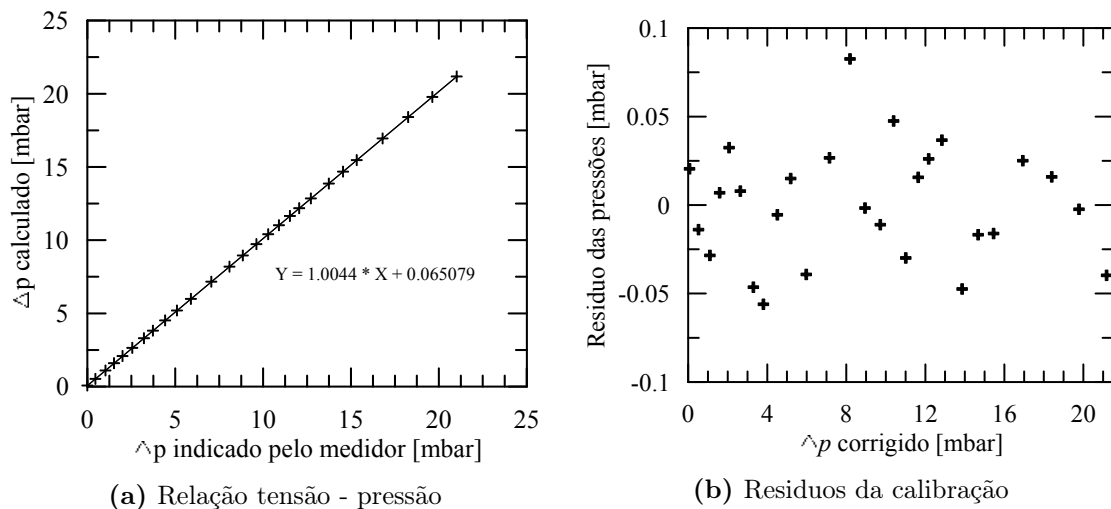 25
20
15
10
5
0
△p calculado [mbar]
Y = 1.0044 * X + 0.065079
0 5 10 15 20 25
△p indicado pelo medidor [mbar]
(a) Relação tensão - pressão
0.1
0.05
0
-0.05
-0.1
Residuo das pressões [mbar]
0 4 8 12 16 20
△p corrigido [mbar]
(b) Residuos da calibração